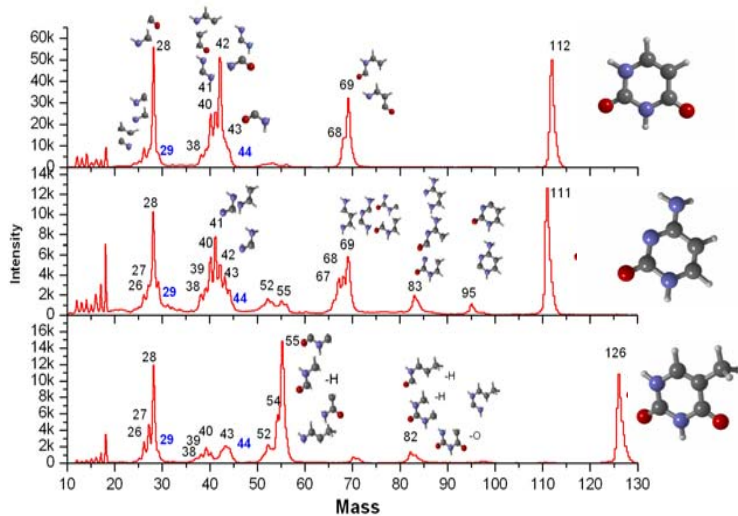 60k
50k
40k
30k
20k
10k
0
28
29
38
40
41
42
43
44
68
69
112
Intensity
14k
12k
10k
8k
6k
4k
2k
0
26
27
28
29
38
39
40
41
42
43
44
52
55
67
68
69
83
95
111
16k
14k
12k
10k
8k
6k
4k
2k
0
26
27
28
29
38
39
40
43
44
52
54
55
-H
82
-H
-H
-O
126
10 20 30 40 50 60 70 80 90 100 110 120 130
Mass